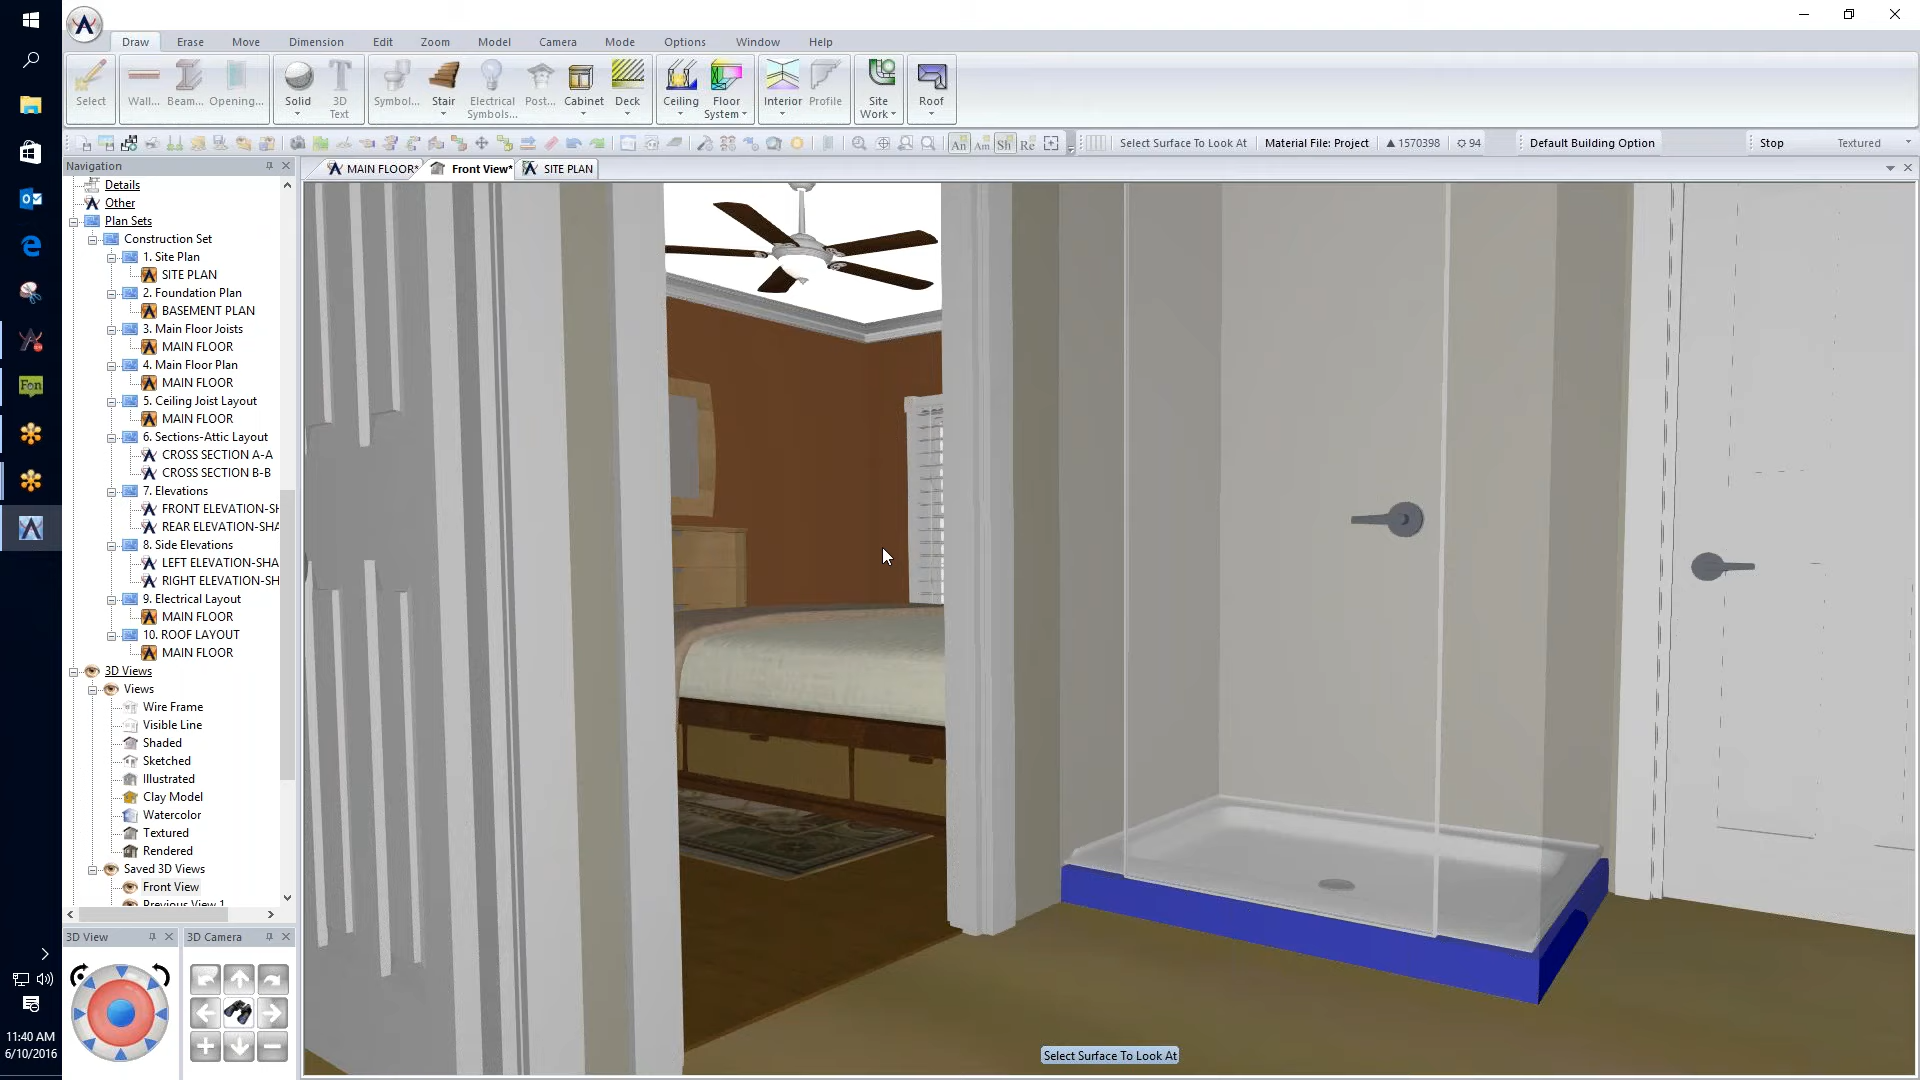 Draw Erase Move Dimension Edit Zoom Model Camera Mode Options Window Help
Select Wall... Beam... Opening... Solid 3D Text Symbol... Stair Electrical Symbols... Post... Cabinet Deck Ceiling Floor System Interior Profile Site Work Roof
An Am Sh Re Select Surface To Look At Material File: Project 1570398 94 Default Building Option Stop Textured
Navigation
MAIN FLOOR* Front View* SITE PLAN
Details
Other
Plan Sets
Construction Set
1. Site Plan
SITE PLAN
2. Foundation Plan
BASEMENT PLAN
3. Main Floor Joists
MAIN FLOOR
4. Main Floor Plan
MAIN FLOOR
5. Ceiling Joist Layout
MAIN FLOOR
6. Sections-Attic Layout
CROSS SECTION A-A
CROSS SECTION B-B
7. Elevations
FRONT ELEVATION-SH
REAR ELEVATION-SHA
8. Side Elevations
LEFT ELEVATION-SHA
RIGHT ELEVATION-SH
9. Electrical Layout
MAIN FLOOR
10. ROOF LAYOUT
MAIN FLOOR
3D Views
Views
Wire Frame
Visible Line
Shaded
Sketched
Illustrated
Clay Model
Watercolor
Textured
Rendered
Saved 3D Views
Front View
Previous View 1
3D View 3D Camera
Fon
11:40 AM
6/10/2016
Select Surface To Look At